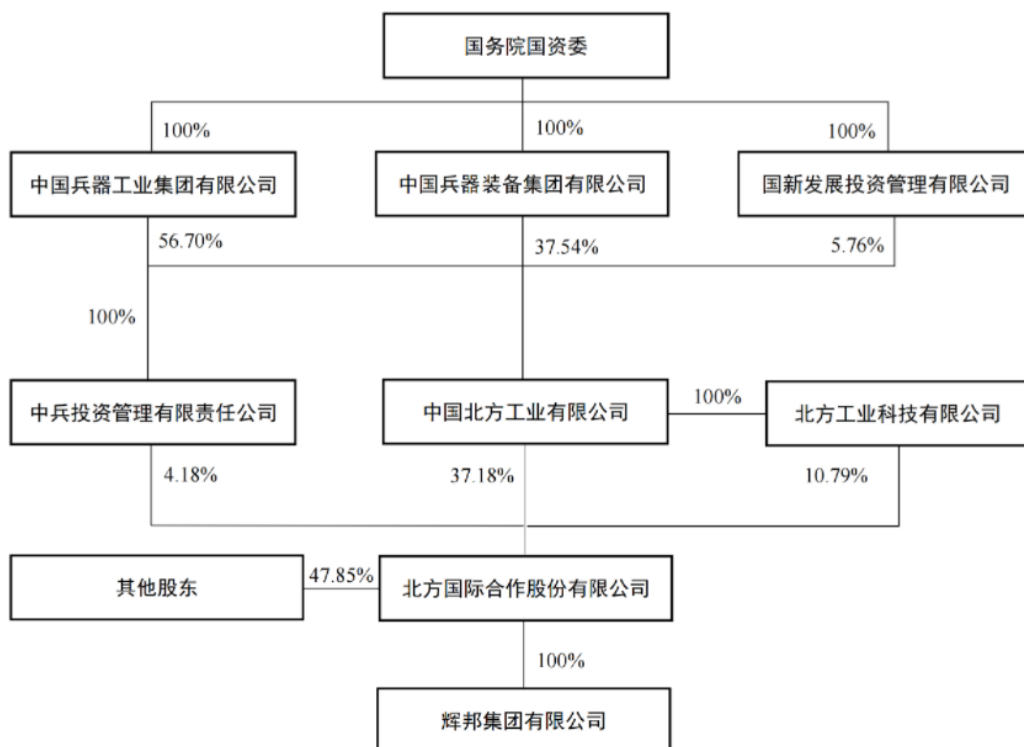 国务院国资委
100%
100%
100%
中国兵器工业集团有限公司
中国兵器装备集团有限公司
国新发展投资管理有限公司
56.70%
37.54%
5.76%
100%
中兵投资管理有限责任公司
中国北方工业有限公司
100%
北方工业科技有限公司
4.18%
37.18%
10.79%
其他股东
47.85%
北方国际合作股份有限公司
100%
辉邦集团有限公司